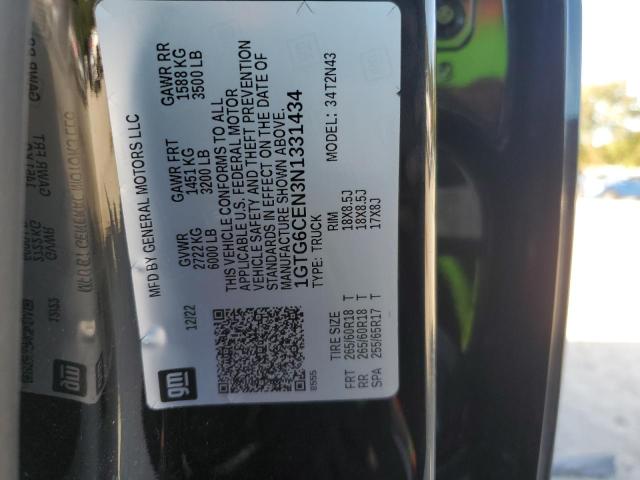 gm
12/22
MFD BY GENERAL MOTORS LLC
GVWR GAWR FRT GAWR RR
2722 KG 1451 KG 1588 KG
6000 LB 3200 LB 3500 LB
THIS VEHICLE CONFORMS TO ALL
APPLICABLE U.S. FEDERAL MOTOR
VEHICLE SAFETY AND THEFT PREVENTION
STANDARDS IN EFFECT ON THE DATE OF
MANUFACTURE SHOWN ABOVE.
1GTG6CEN3N1331434
TYPE: TRUCK MODEL: 34T2N43
8555
TIRE SIZE RIM
FRT 265/60R18 T 18X8.5J
RR 265/60R18 T 18X8.5J
SPA 255/65R17 T 17X8J